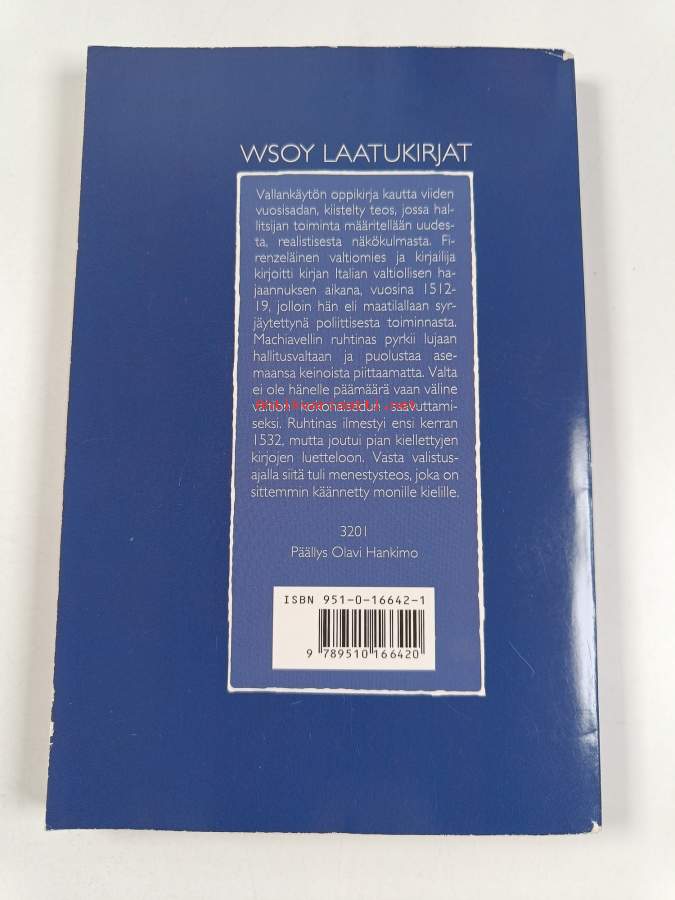 WSOY LAATUKIRJAT
Vallankäytön oppikirja kautta viiden
vuosisadan, kiistelty teos, jossa hal-
litsijan toiminta määritellään uudes-
ta, realistisesta näkökulmasta. Fi-
renzeläinen valtiomies ja kirjailija
kirjoitti kirjan Italian valtiollisen ha-
jaannuksen aikana, vuosina 1512-
19, jolloin hän eli maatilallaan syr-
jäytettynä poliittisesta toiminnasta.
Machiavellin ruhtinas pyrkii lujaan
hallitusvaltaan ja puolustaa ase-
maansa keinoista piittaamatta. Valta
ei ole hänelle päämäärä vaan väline
valtion kokonaisedun saavuttami-
seksi. Ruhtinas ilmestyi ensi kerran
1532, mutta joutui pian kiellettyjen
kirjojen luetteloon. Vasta valistus-
ajalla siitä tuli menestysteos, joka on
sittemmin käännetty monille kielille.
3201
Päällys Olavi Hankimo
ISBN 951-0-16642-1
9 789510 166420